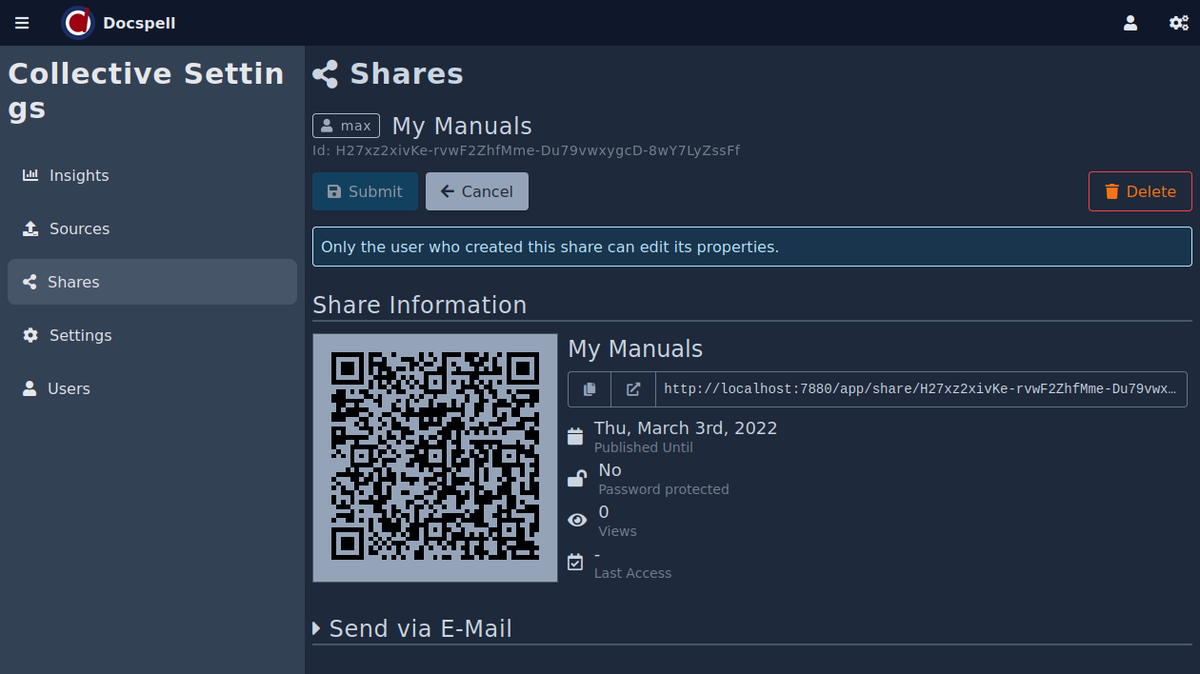 Docspell
Collective Settin
gs
Insights
Sources
Shares
Settings
Users
Shares
max My Manuals
Id: H27xz2xivKe-rvwF2ZhfMme-Du79vwxygcD-8wY7LyZssFf
Submit Cancel Delete
Only the user who created this share can edit its properties.
Share Information
My Manuals
http://localhost:7880/app/share/H27xz2xivKe-rvwF2ZhfMme-Du79vwx…
Thu, March 3rd, 2022
Published Until
No
Password protected
0
Views
-
Last Access
Send via E-Mail